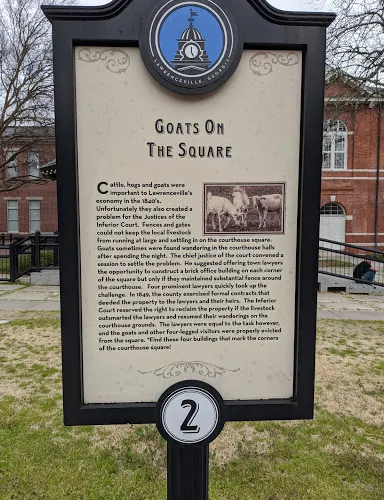 LAWRENCEVILLE, GEORGIA
GOATS ON
THE SQUARE
Cattle, hogs and goats were
important to Lawrenceville's
economy in the 1840's.
Unfortunately they also created a
problem for the Justices of the
Inferior Court. Fences and gates
could not keep the local livestock
from running at large and settling in on the courthouse square.
Goats sometimes were found wandering in the courthouse halls
after spending the night. The chief justice of the court convened a
session to settle the problem. He suggested offering town lawyers
the opportunity to construct a brick office building on each corner
of the square but only if they maintained substantial fence around
the courthouse. Four prominent lawyers quickly took up the
challenge. In 1849, the county exercised formal contracts that
deeded the property to the lawyers and their heirs. The Inferior
Court reserved the right to reclaim the property if the livestock
outsmarted the lawyers and resumed their wanderings on the
courthouse grounds. The lawyers were equal to the task however,
and the goats and other four-legged visitors were properly evicted
from the square. *Find these four buildings that mark the corners
of the courthouse square!
2